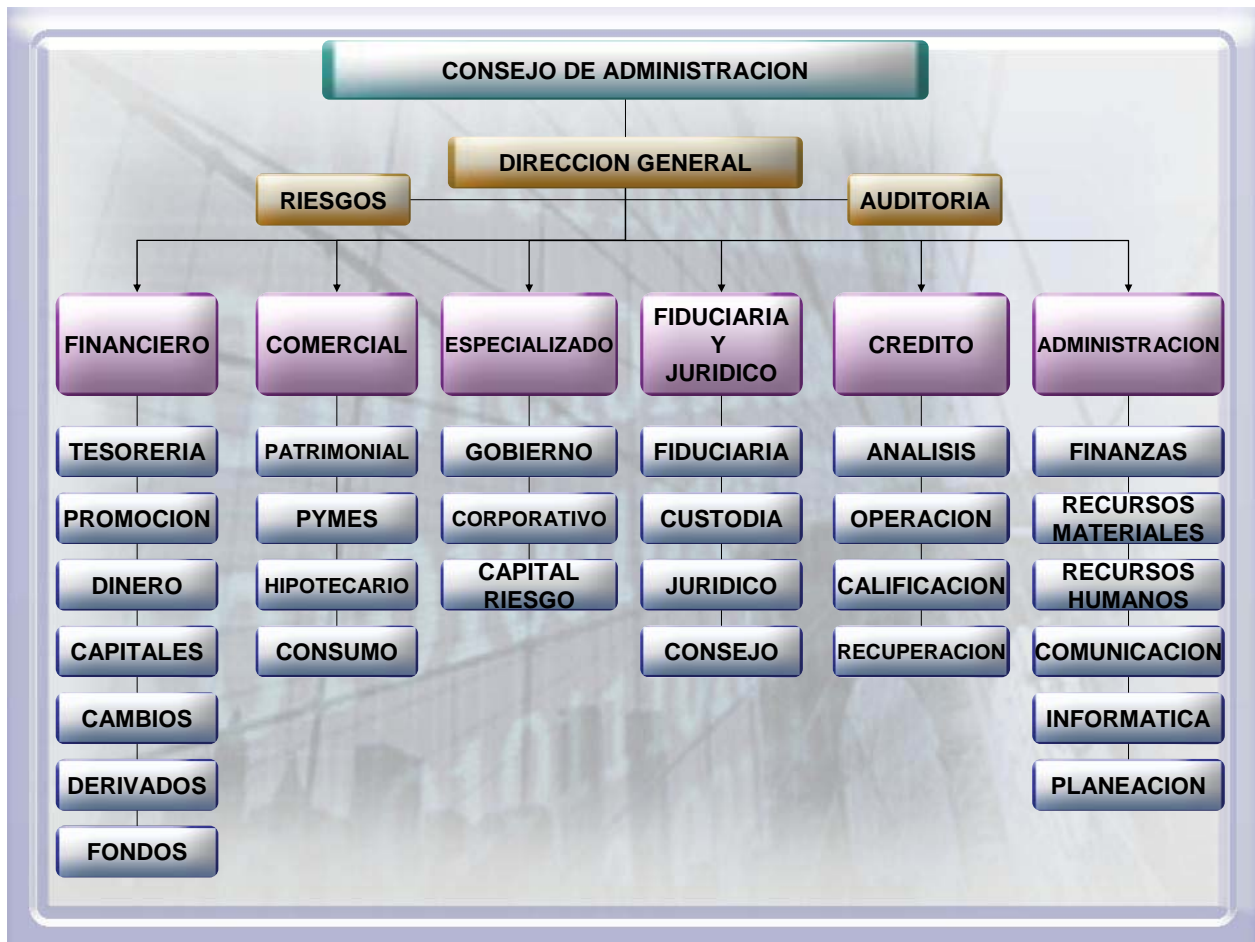 CONSEJO DE ADMINISTRACION
DIRECCION GENERAL
RIESGOS
AUDITORIA
FINANCIERO
COMERCIAL
ESPECIALIZADO
FIDUCIARIA
Y
JURIDICO
CREDITO
ADMINISTRACION
TESORERIA
PATRIMONIAL
GOBIERNO
FIDUCIARIA
ANALISIS
FINANZAS
PROMOCION
PYMES
CORPORATIVO
CUSTODIA
OPERACION
RECURSOS
MATERIALES
DINERO
HIPOTECARIO
CAPITAL
RIESGO
JURIDICO
CALIFICACION
RECURSOS
HUMANOS
CAPITALES
CONSUMO
CONSEJO
RECUPERACION
COMUNICACION
CAMBIOS
INFORMATICA
DERIVADOS
PLANEACION
FONDOS